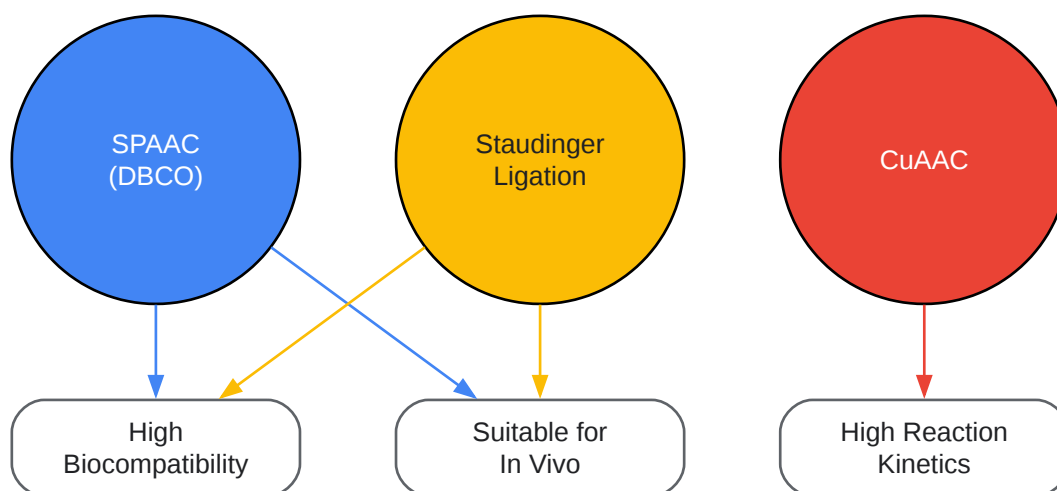 SPAAC
(DBCO)
Staudinger
Ligation
CuAAC
High
Biocompatibility
Suitable for
In Vivo
High Reaction
Kinetics